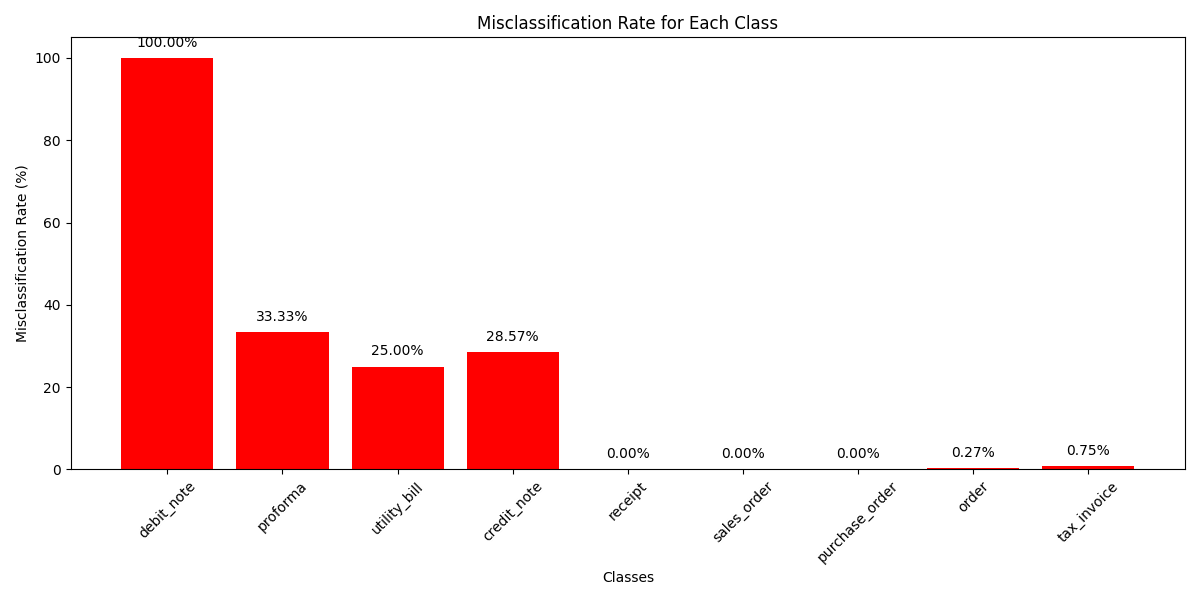 Misclassification Rate for Each Class
Misclassification Rate (%)
100
80
60
40
20
0
100.00%
33.33%
25.00%
28.57%
0.00%
0.00%
0.00%
0.27%
0.75%
debit_note
proforma
utility_bill
credit_note
receipt
sales_order
purchase_order
order
tax_invoice
Classes